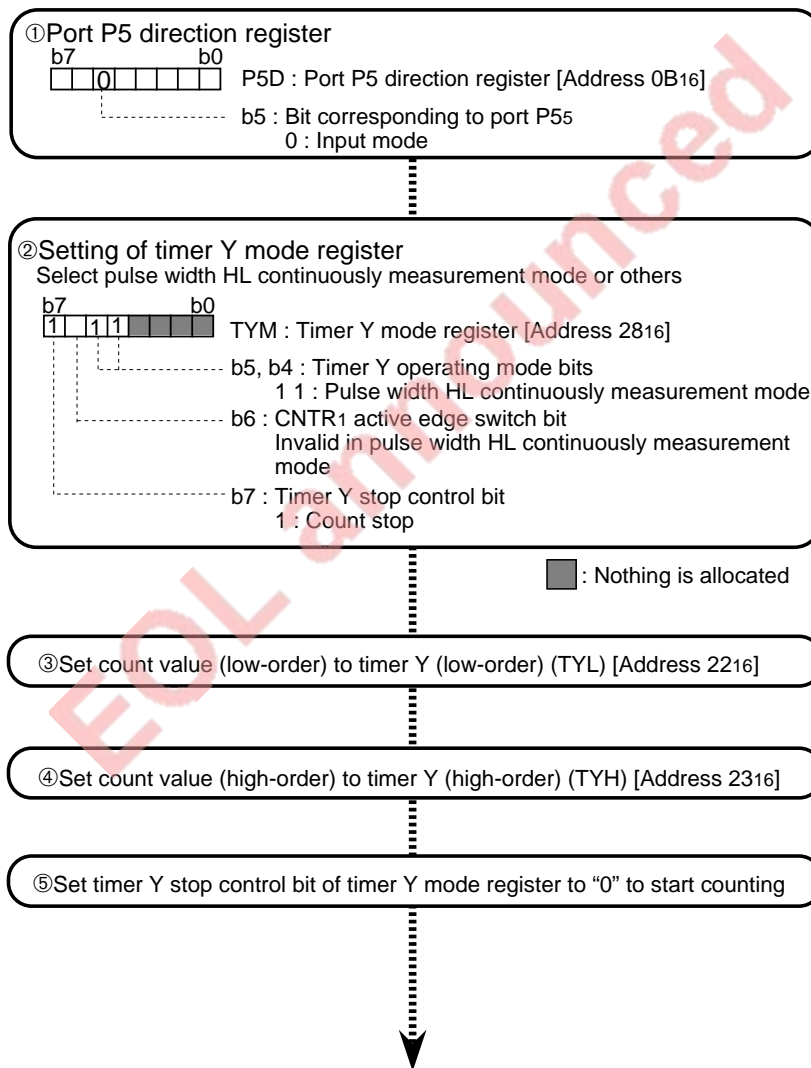 ①Port P5 direction register
b7 b0
0
P5D : Port P5 direction register [Address 0B16]
b5 : Bit corresponding to port P55
0 : Input mode
②Setting of timer Y mode register
Select pulse width HL continuously measurement mode or others
b7 b0
1 1 1
TYM : Timer Y mode register [Address 2816]
b5, b4 : Timer Y operating mode bits
1 1 : Pulse width HL continuously measurement mode
b6 : CNTR1 active edge switch bit
Invalid in pulse width HL continuously measurement
mode
b7 : Timer Y stop control bit
1 : Count stop
: Nothing is allocated
③Set count value (low-order) to timer Y (low-order) (TYL) [Address 2216]
④Set count value (high-order) to timer Y (high-order) (TYH) [Address 2316]
⑤Set timer Y stop control bit of timer Y mode register to “0” to start counting
EOL announced